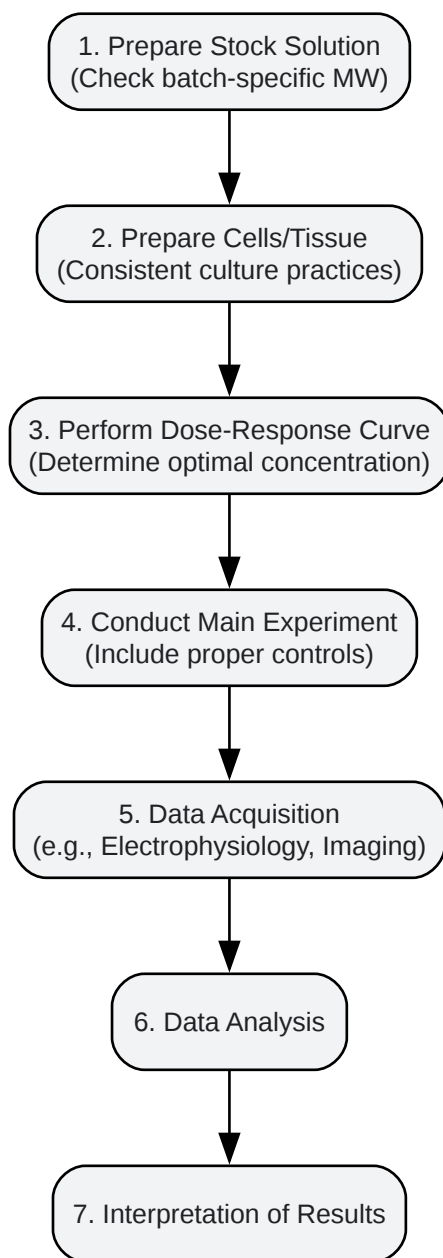 1. Prepare Stock Solution
(Check batch-specific MW)
2. Prepare Cells/Tissue
(Consistent culture practices)
3. Perform Dose-Response Curve
(Determine optimal concentration)
4. Conduct Main Experiment
(Include proper controls)
5. Data Acquisition
(e.g., Electrophysiology, Imaging)
6. Data Analysis
7. Interpretation of Results